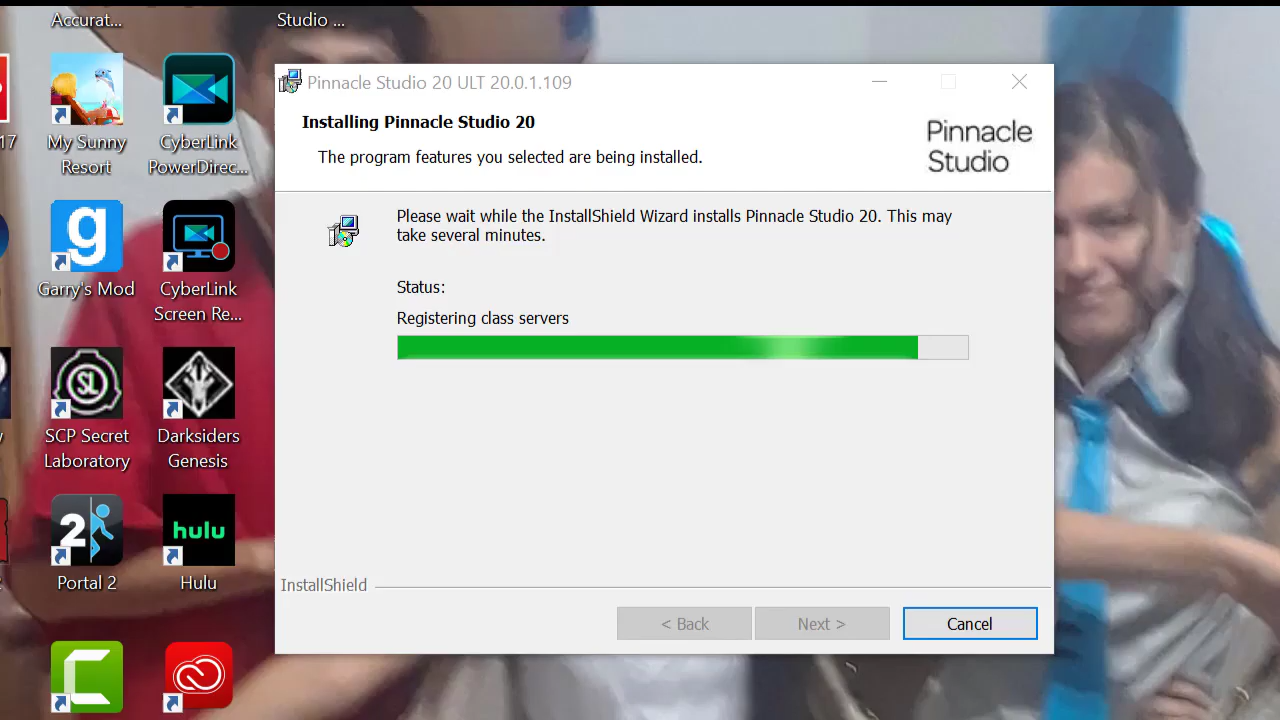 Accurat...
Studio ...
17
My Sunny
Resort
CyberLink
PowerDirec...
g
Garry's Mod
CyberLink
Screen Re...
SL
SCP Secret
Laboratory
Darksiders
Genesis
2
Portal 2
hulu
Hulu
C
Pinnacle Studio 20 ULT 20.0.1.109
Installing Pinnacle Studio 20
The program features you selected are being installed.
Pinnacle
Studio
Please wait while the InstallShield Wizard installs Pinnacle Studio 20. This may
take several minutes.
Status:
Registering class servers
InstallShield
< Back
Next >
Cancel